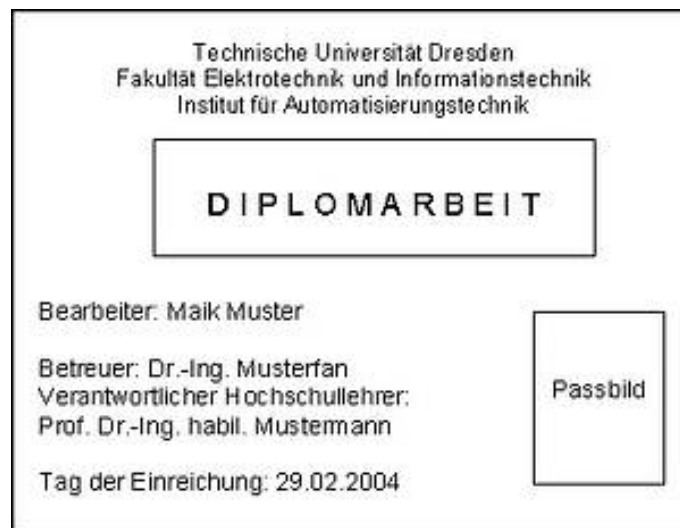 Technische Universität Dresden
Fakultät Elektrotechnik und Informationstechnik
Institut für Automatisierungstechnik
DIPLOMARBEIT
Bearbeiter: Maik Muster
Betreuer: Dr.-Ing. Musterfan
Verantwortlicher Hochschullehrer:
Prof. Dr.-Ing. habil. Mustermann
Passbild
Tag der Einreichung: 29.02.2004